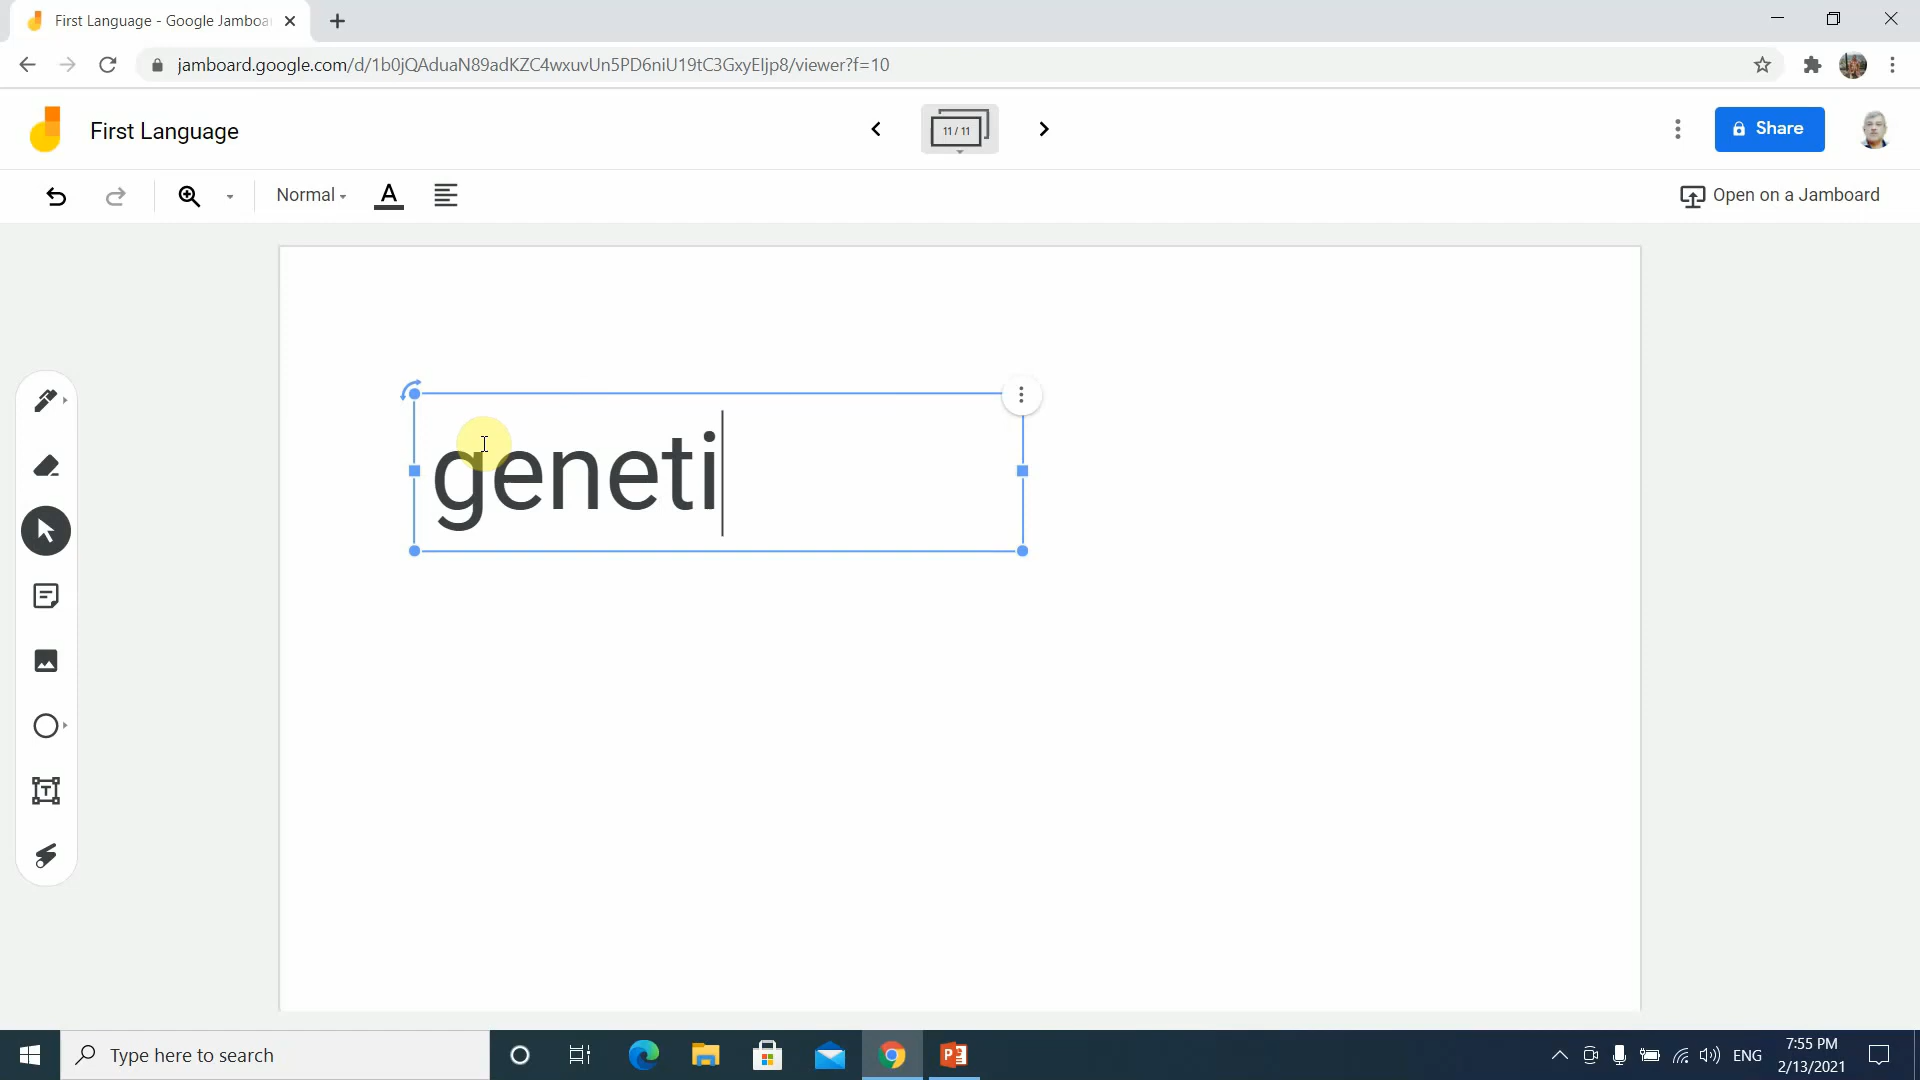 First Language - Google Jamboa
jamboard.google.com/d/1b0jQAduaN89adKZC4wxuvUn5PD6niU19tC3GxyEljp8/viewer?f=10
First Language
11 / 11
Share
Normal
A
Open on a Jamboard
geneti
Type here to search
ENG
7:55 PM
2/13/2021